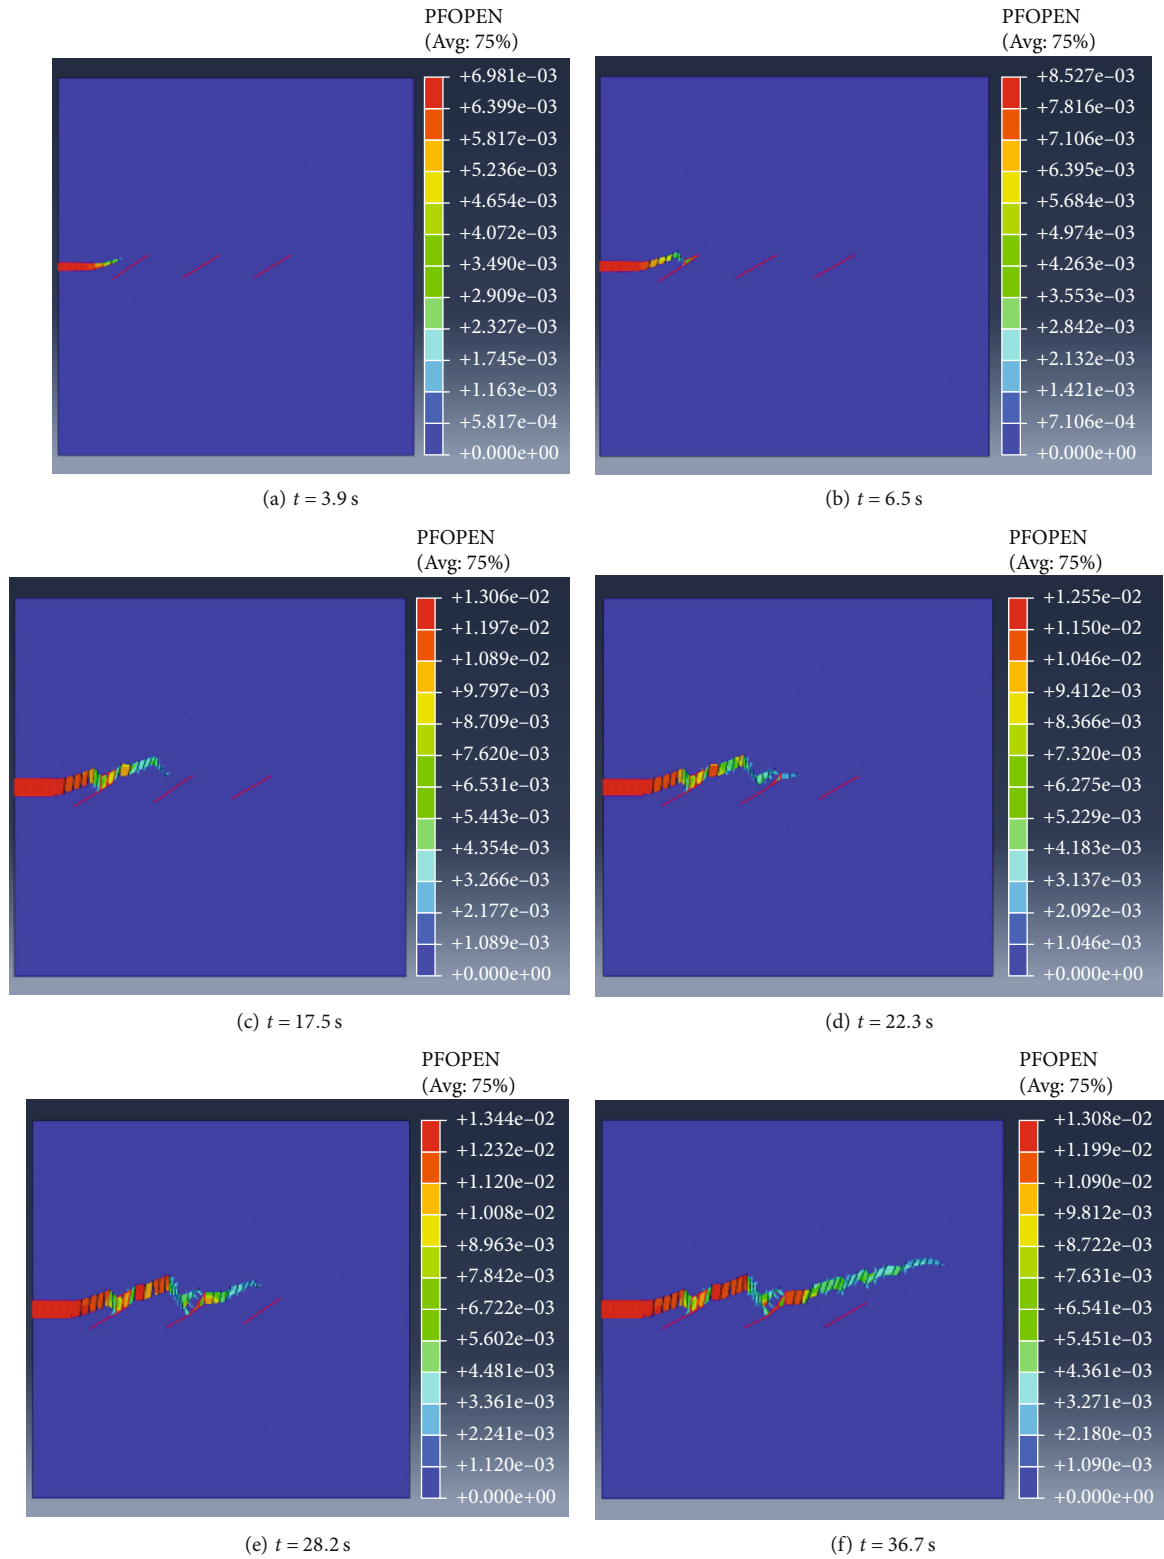 PFOPEN
(Avg: 75%)
+6.981e−03
+6.399e−03
+5.817e−03
+5.236e−03
+4.654e−03
+4.072e−03
+3.490e−03
+2.909e−03
+2.327e−03
+1.745e−03
+1.163e−03
+5.817e−04
+0.000e+00
(a) t = 3.9 s
PFOPEN
(Avg: 75%)
+8.527e−03
+7.816e−03
+7.106e−03
+6.395e−03
+5.684e−03
+4.974e−03
+4.263e−03
+3.553e−03
+2.842e−03
+2.132e−03
+1.421e−03
+7.106e−04
+0.000e+00
(b) t = 6.5 s
PFOPEN
(Avg: 75%)
+1.306e−02
+1.197e−02
+1.089e−02
+9.797e−03
+8.709e−03
+7.620e−03
+6.531e−03
+5.443e−03
+4.354e−03
+3.266e−03
+2.177e−03
+1.089e−03
+0.000e+00
(c) t = 17.5 s
PFOPEN
(Avg: 75%)
+1.255e−02
+1.150e−02
+1.046e−02
+9.412e−03
+8.366e−03
+7.320e−03
+6.275e−03
+5.229e−03
+4.183e−03
+3.137e−03
+2.092e−03
+1.046e−03
+0.000e+00
(d) t = 22.3 s
PFOPEN
(Avg: 75%)
+1.344e−02
+1.232e−02
+1.120e−02
+1.008e−02
+8.963e−03
+7.842e−03
+6.722e−03
+5.602e−03
+4.481e−03
+3.361e−03
+2.241e−03
+1.120e−03
+0.000e+00
(e) t = 28.2 s
PFOPEN
(Avg: 75%)
+1.308e−02
+1.199e−02
+1.090e−02
+9.812e−03
+8.722e−03
+7.631e−03
+6.541e−03
+5.451e−03
+4.361e−03
+3.271e−03
+2.180e−03
+1.090e−03
+0.000e+00
(f) t = 36.7 s